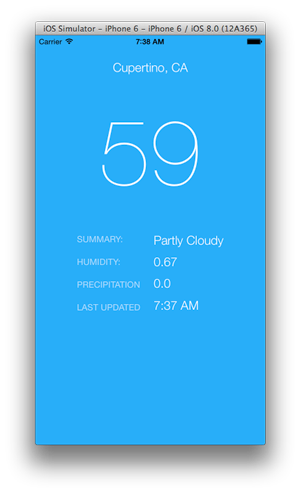 iOS Simulator - iPhone 6 - iPhone 6 / iOS 8.0 (12A365)
Carrier 7:38 AM
Cupertino, CA
59
SUMMARY: Partly Cloudy
HUMIDITY: 0.67
PRECIPITATION 0.0
LAST UPDATED 7:37 AM